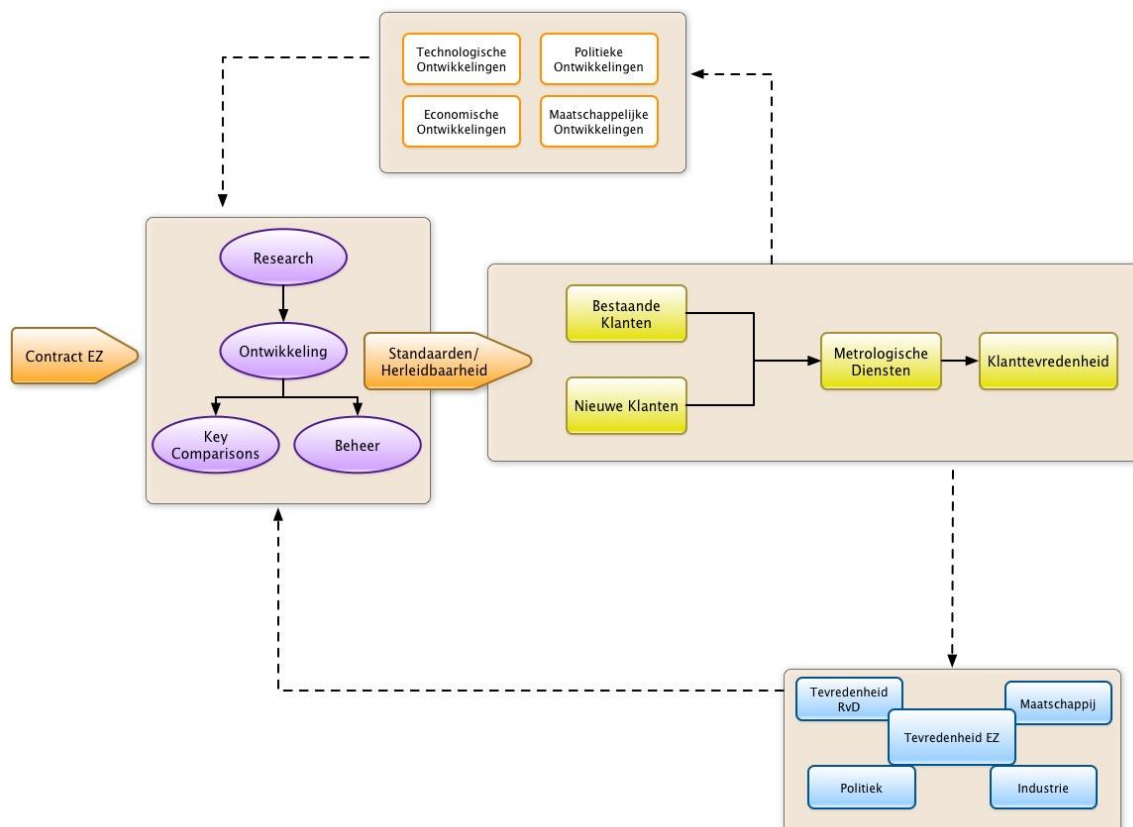 Technologische
Ontwikkelingen
Politieke
Ontwikkelingen
Economische
Ontwikkelingen
Maatschappelijke
Ontwikkelingen
Research
Ontwikkeling
Key
Comparisons
Beheer
Contract EZ
Standaarden/
Herleidbaarheid
Bestaande
Klanten
Nieuwe Klanten
Metrologische
Diensten
Klanttevredenheid
Tevredenheid
RvD
Maatschappij
Tevredenheid EZ
Politiek
Industrie